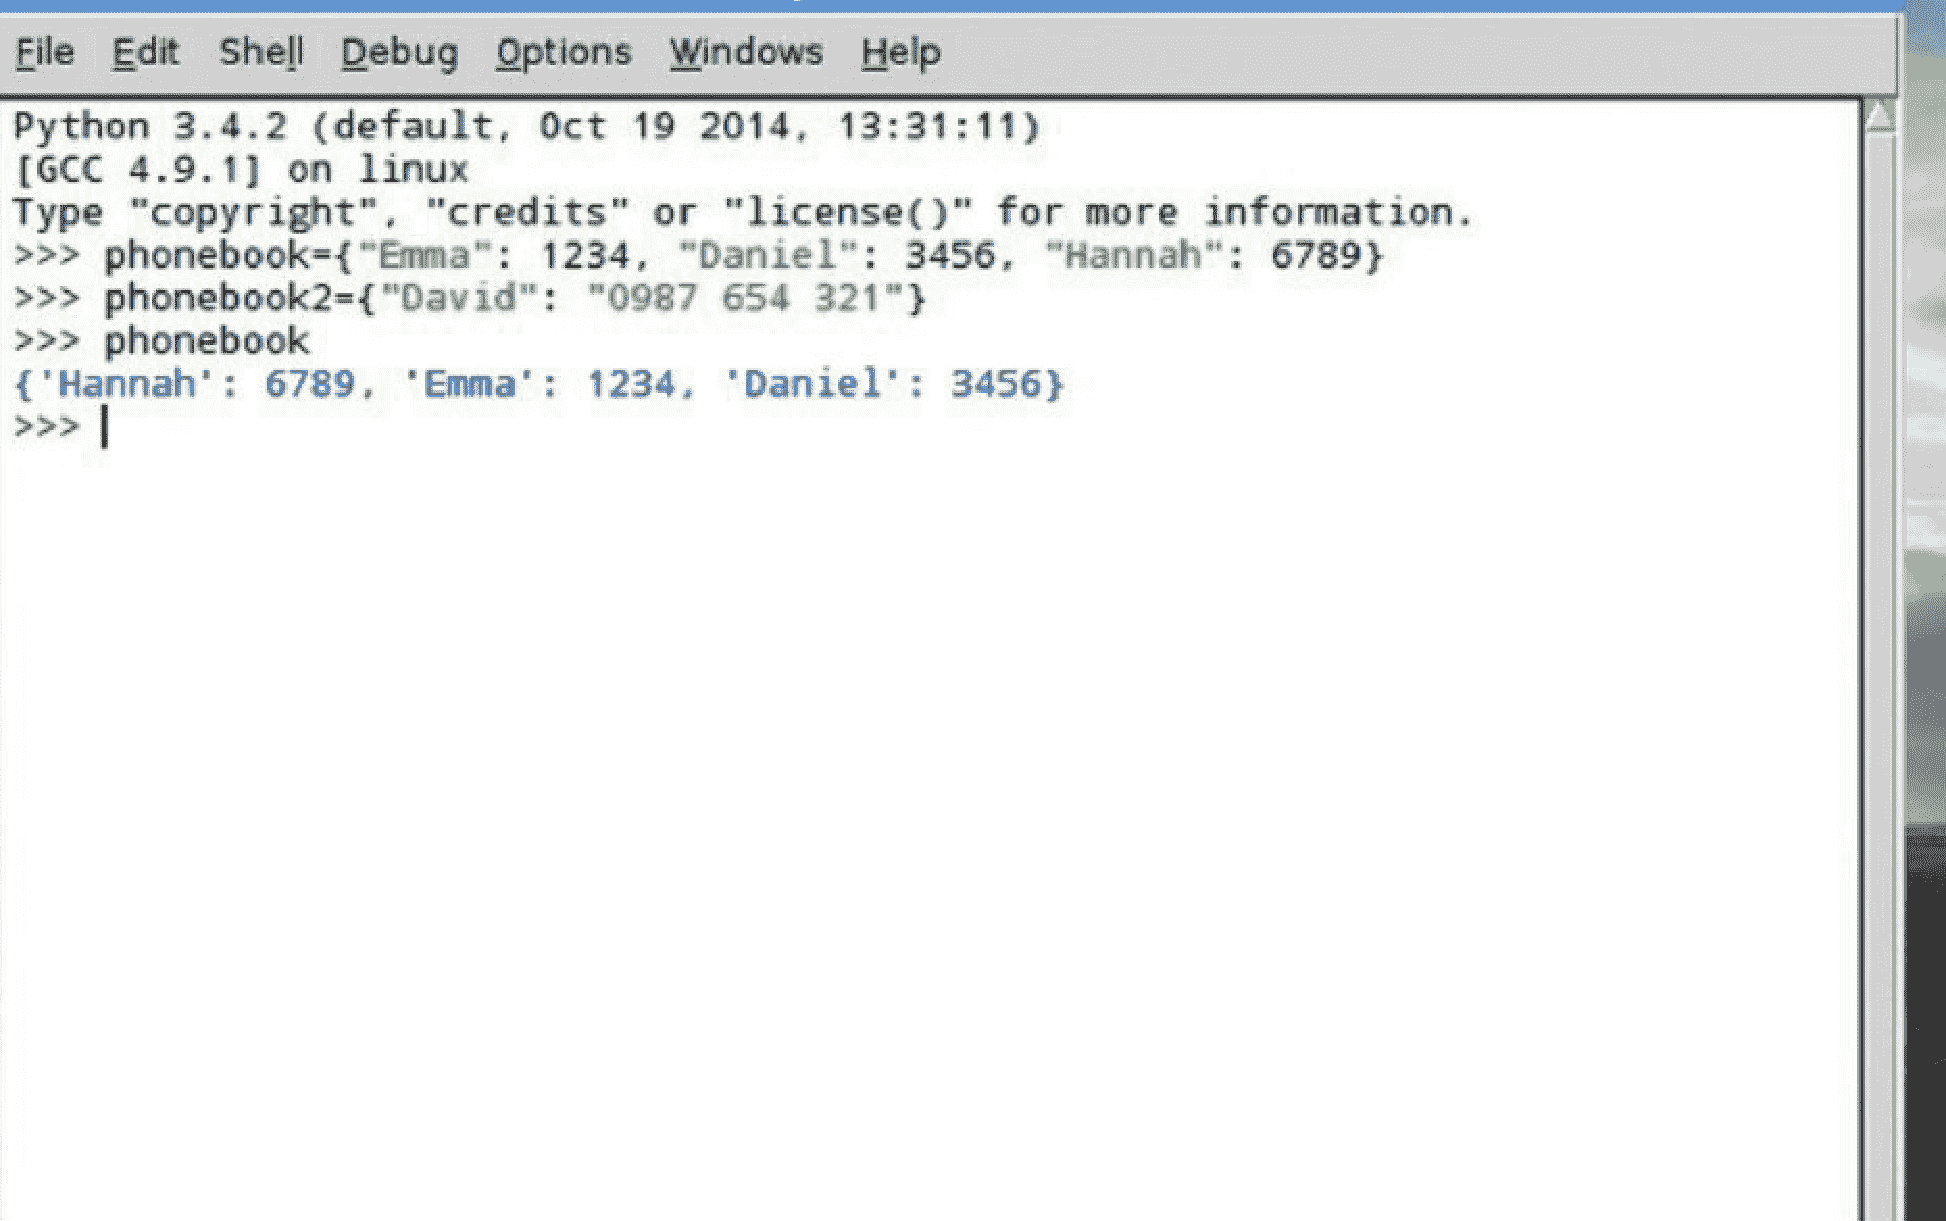 File Edit Shell Debug Options Windows Help
Python 3.4.2 (default, Oct 19 2014, 13:31:11)
[GCC 4.9.1] on linux
Type "copyright", "credits" or "license()" for more information.
>>> phonebook={"Emma": 1234, "Daniel": 3456, "Hannah": 6789}
>>> phonebook2={"David": "0987 654 321"}
>>> phonebook
{'Hannah': 6789, 'Emma': 1234, 'Daniel': 3456}
>>>